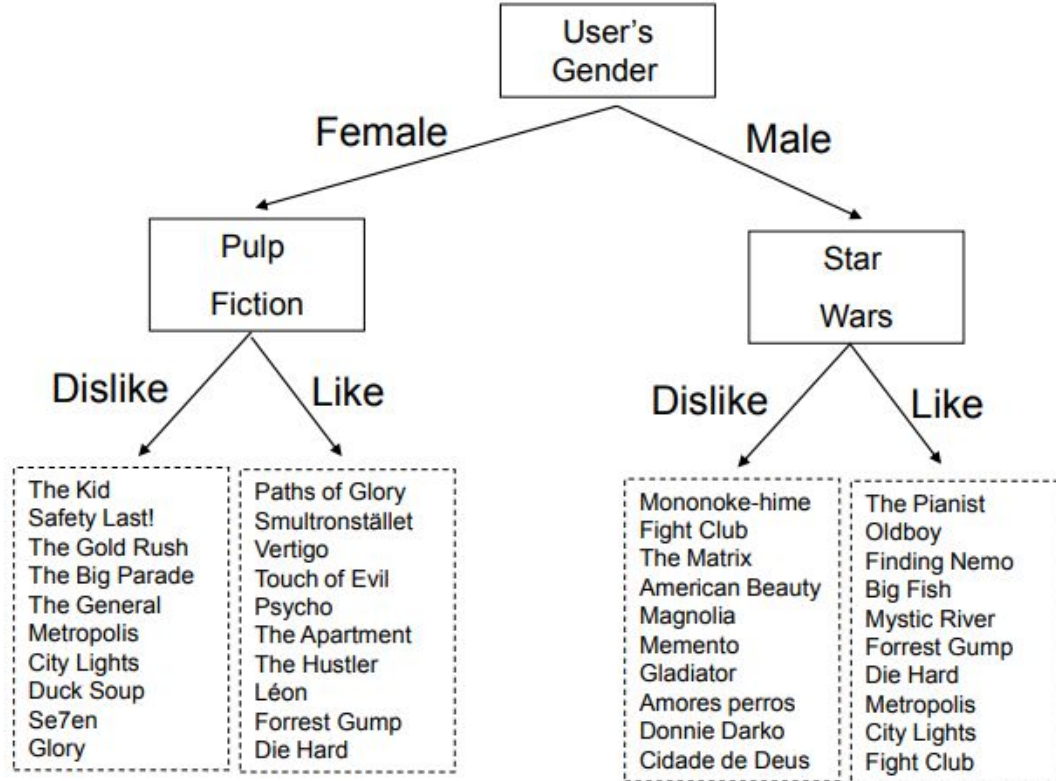 User's
Gender
Female
Male
Pulp
Fiction
Star
Wars
Dislike
Like
Dislike
Like
The Kid
Safety Last!
The Gold Rush
The Big Parade
The General
Metropolis
City Lights
Duck Soup
Se7en
Glory
Paths of Glory
Smultronstället
Vertigo
Touch of Evil
Psycho
The Apartment
The Hustler
Léon
Forrest Gump
Die Hard
Mononoke-hime
Fight Club
The Matrix
American Beauty
Magnolia
Memento
Gladiator
Amores perros
Donnie Darko
Cidade de Deus
The Pianist
Oldboy
Finding Nemo
Big Fish
Mystic River
Forrest Gump
Die Hard
Metropolis
City Lights
Fight Club